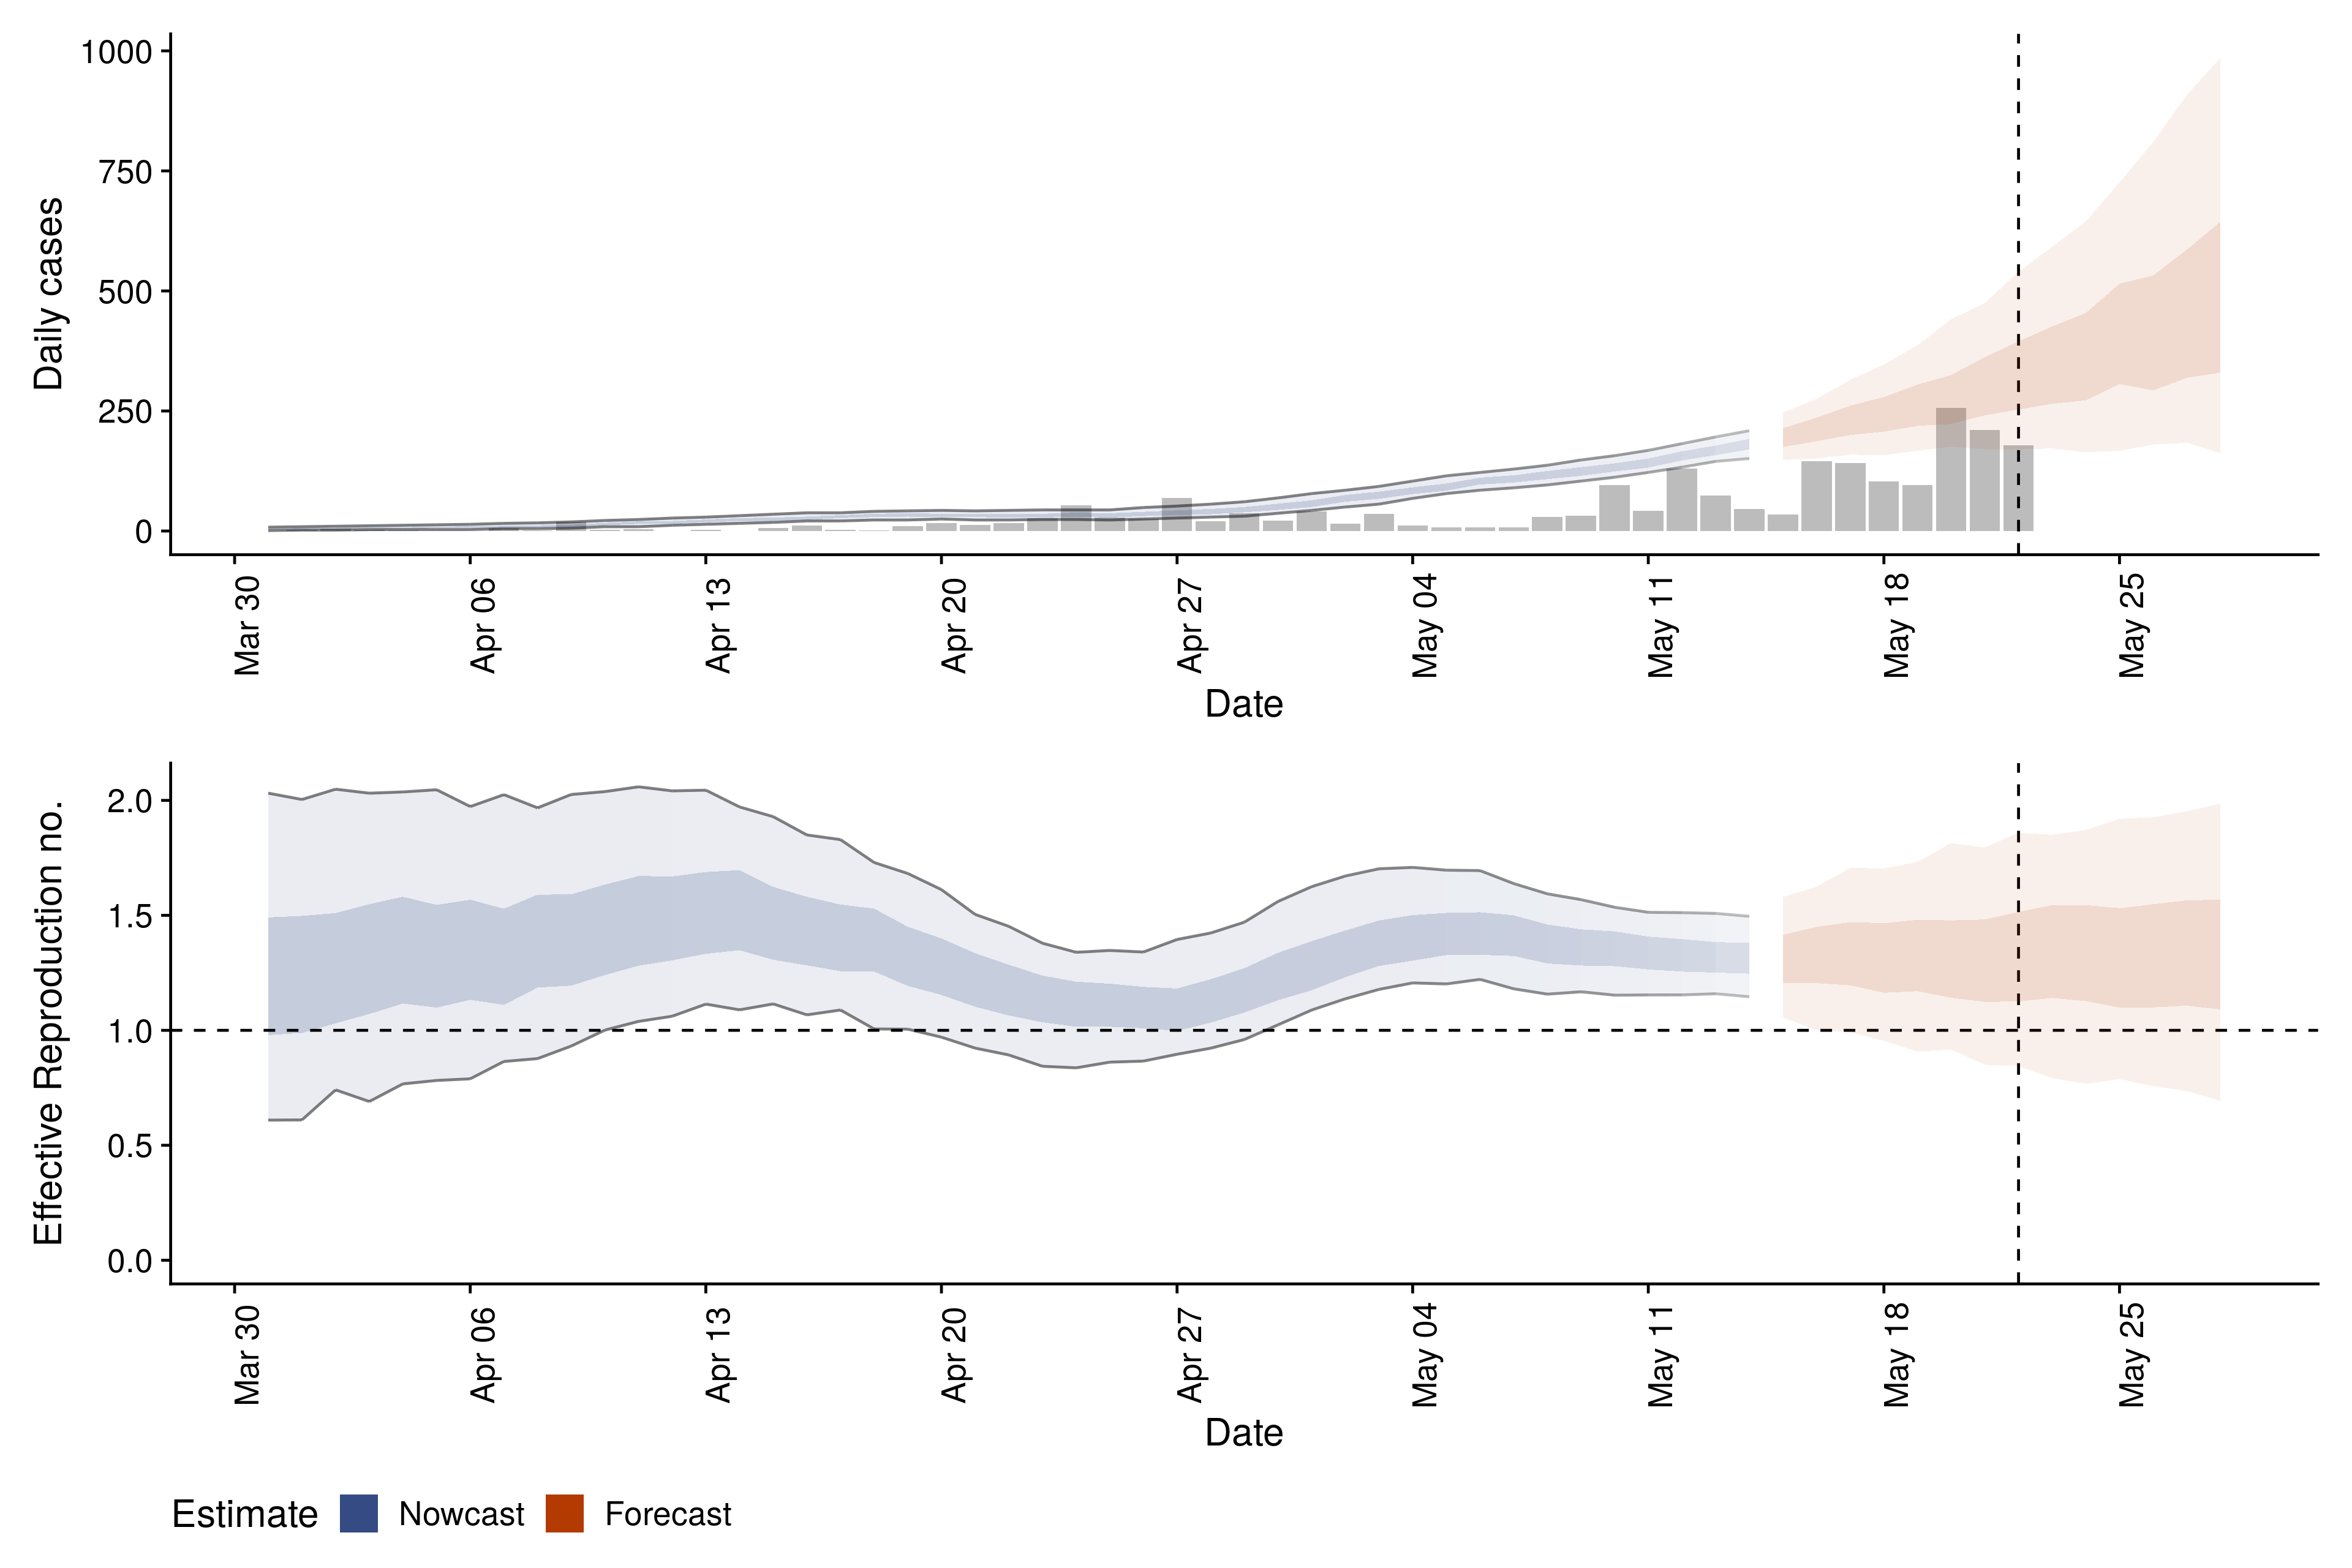 1000
750
500
250
0
Daily cases
Mar 30
Apr 06
Apr 13
Apr 20
Apr 27
May 04
May 11
May 18
May 25
Date
2.0
1.5
1.0
0.5
0.0
Effective Reproduction no.
Mar 30
Apr 06
Apr 13
Apr 20
Apr 27
May 04
May 11
May 18
May 25
Date
Estimate Nowcast Forecast